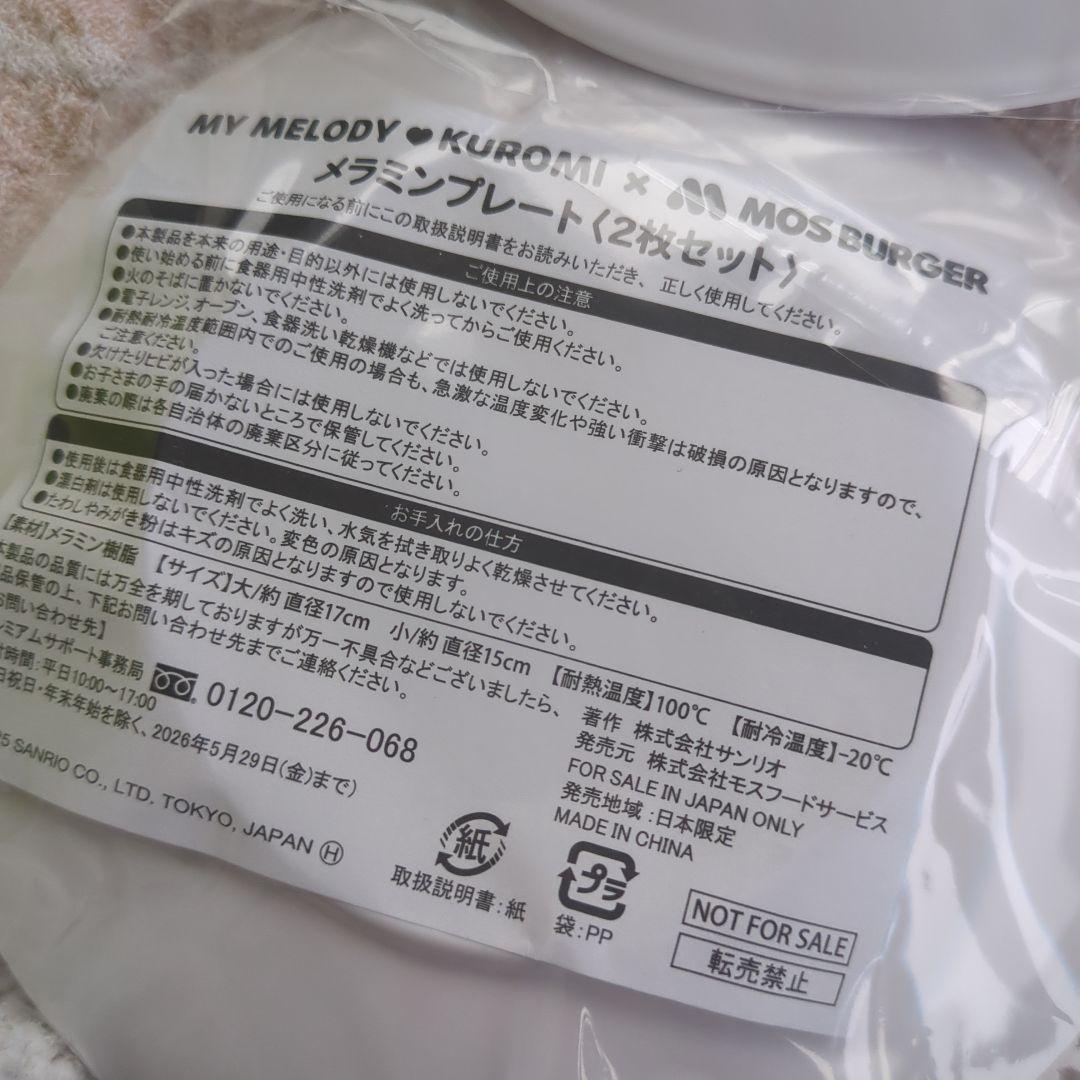 MY MELODY ♥ KUROMI × MOS BURGER
メラミンプレート〈2枚セット〉
ご使用になる前にこの取扱説明書をお読みいただき、正しく使用してください。
ご使用上の注意
●本製品を本来の用途・目的以外には使用しないでください。
●使い始める前に食器用中性洗剤でよく洗ってからご使用ください。
●火のそばに置かないでください。
●電子レンジ、オーブン、食器洗い乾燥機などでは使用しないでください。
●耐熱耐冷温度範囲内でのご使用の場合も、急激な温度変化や強い衝撃は破損の原因となりますので、
ご注意ください。
●欠けたりヒビが入った場合には使用しないでください。
●お子さまの手の届かないところで保管してください。
●廃棄の際は各自治体の廃棄区分に従ってください。
お手入れの仕方
●使用後は食器用中性洗剤でよく洗い、水気を拭き取りよく乾燥させてください。
●漂白剤は使用しないでください。変色の原因となります。
●たわしやみがき粉はキズの原因となりますので使用しないでください。
【素材】メラミン樹脂 【サイズ】大/約 直径17cm 小/約 直径15cm 【耐熱温度】100℃ 【耐冷温度】-20℃
本製品の品質には万全を期しておりますが万一不具合などございましたら、
品保管の上、下記お問い合わせ先までご連絡ください。
お問い合わせ先】
レミアムサポート事務局
時間:平日10:00~17:00
0120-226-068
日祝日・年末年始を除く、2026年5月29日(金)まで)
著作 株式会社サンリオ
発売元 株式会社モスフードサービス
FOR SALE IN JAPAN ONLY
発売地域:日本限定
MADE IN CHINA
5 SANRIO CO., LTD. TOKYO, JAPAN Ⓗ
紙
取扱説明書:紙
プラ
袋:PP
NOT FOR SALE
転売禁止